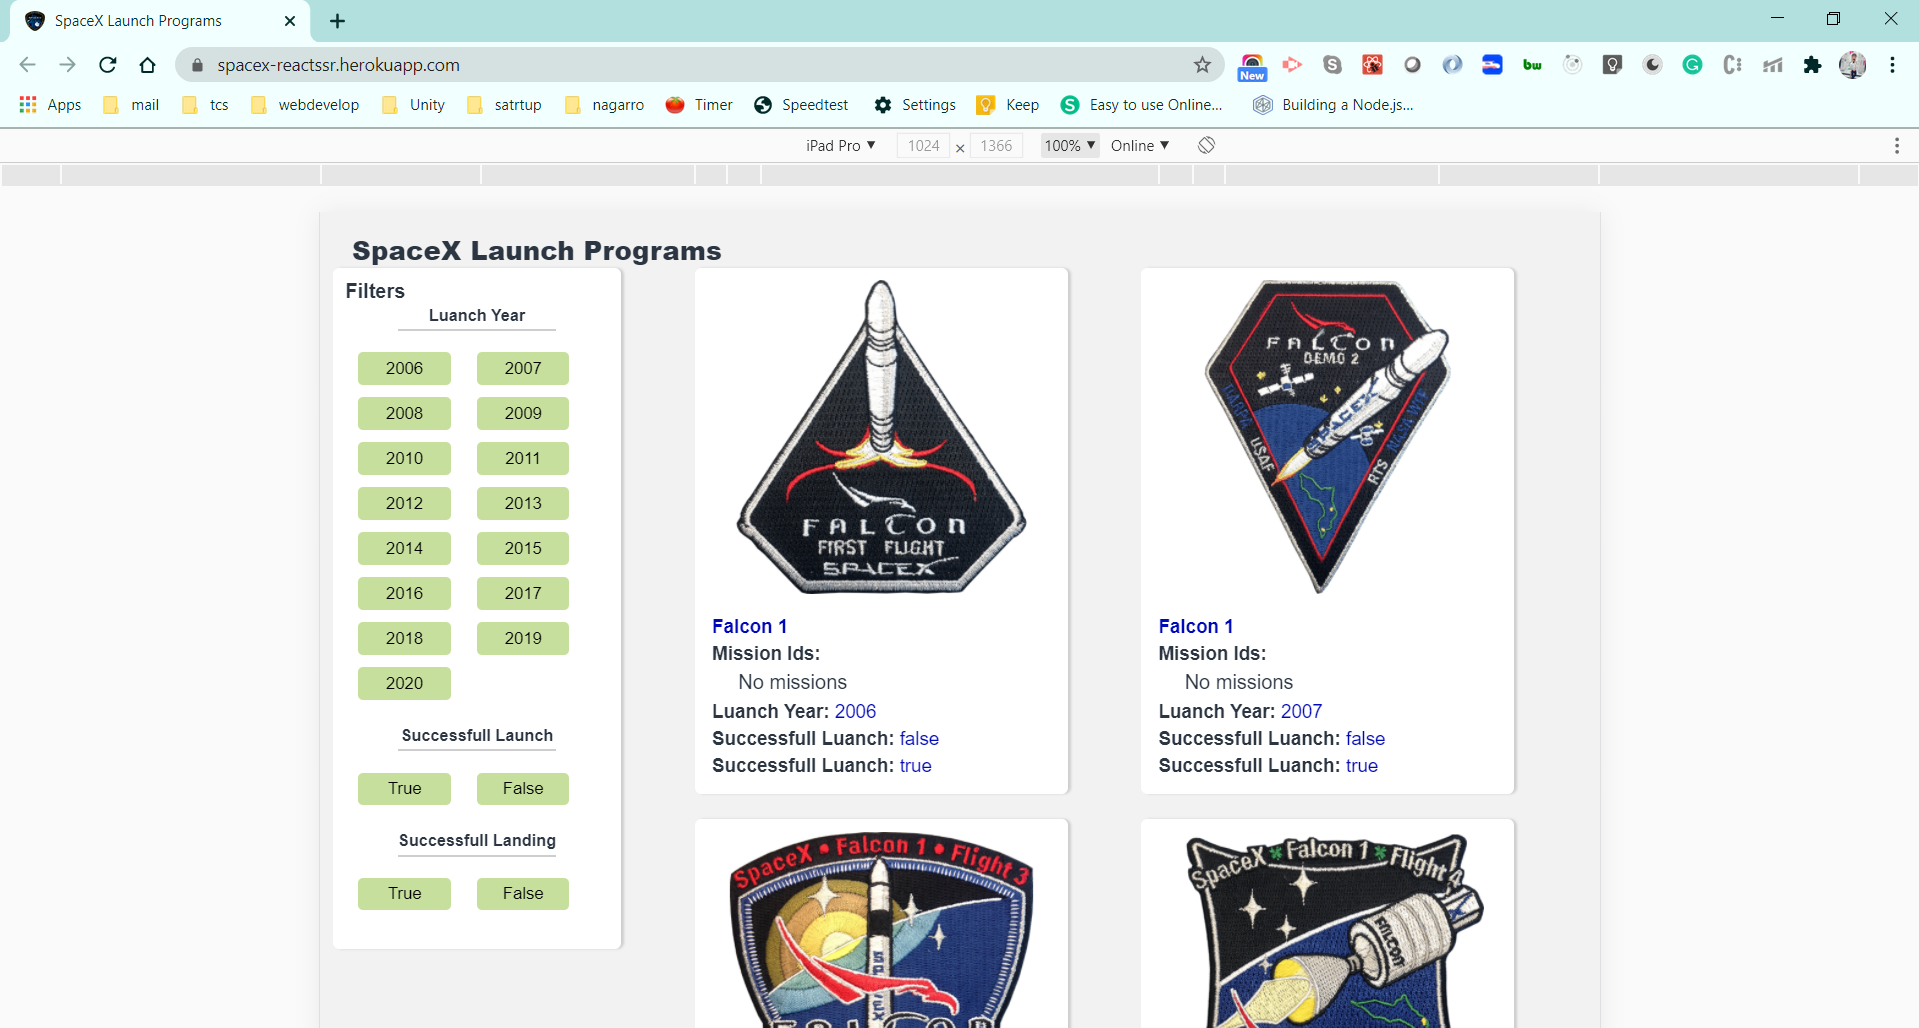 SpaceX Launch Programs
spacex-reactssr.herokuapp.com
New
bw
Apps mail tcs webdevelop Unity satrtup nagarro Timer Speedtest Settings Keep Easy to use Online... Building a Node.js...
iPad Pro ▼ 1024 x 1366 100% ▼ Online ▼
SpaceX Launch Programs
Filters
Luanch Year
2006 2007
2008 2009
2010 2011
2012 2013
2014 2015
2016 2017
2018 2019
2020
Successfull Launch
True False
Successfull Landing
True False
FALCON
FIRST FLIGHT
SPACEX
Falcon 1
Mission Ids:
No missions
Luanch Year: 2006
Successfull Luanch: false
Successfull Luanch: true
FALCON
DEMO 2
SPACEX
DARPA USAF
RTS NASA WFF
Falcon 1
Mission Ids:
No missions
Luanch Year: 2007
Successfull Luanch: false
Successfull Luanch: true
SpaceX • Falcon 1 • Flight 3
SPACEX
FALCON
SpaceX Falcon 1 Flight 4
FALCON